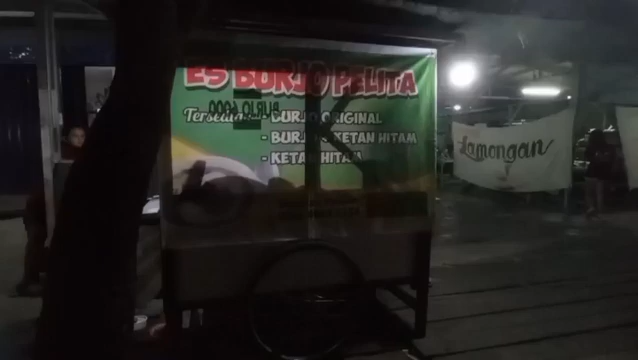 ES BURJO PELITA
BURJO 6000
Tersedia : - BURJO ORIGINAL
- BURJO + KETAN HITAM
- KETAN HITAM
Lamongan